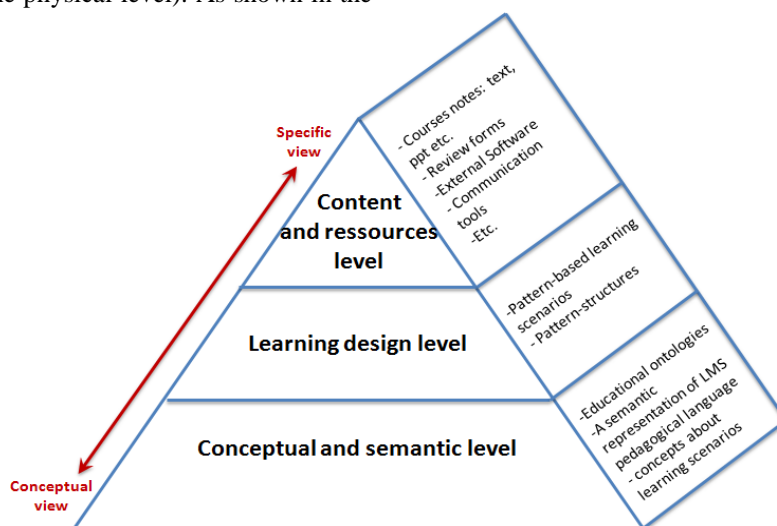 e physical level). As shown in the
Specific
view
Content
and ressources
level
Learning design level
Conceptual and semantic level
Conceptual
view
- Courses notes: text,
ppt etc.
- Review forms
-External Software
- Communication
tools
-Etc.
-Pattern-based learning
scenarios
- Pattern-structures
-Educational ontologies
-A semantic
representation of LMS
pedagogical language
- concepts about
learning scenarios